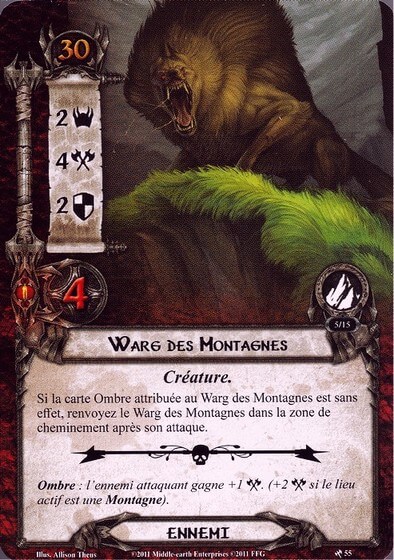 30
2
4
2
4
5/15
Warg des Montagnes
Créature.
Si la carte Ombre attribuée au Warg des Montagnes est sans
effet, renvoyez le Warg des Montagnes dans la zone de
cheminement après son attaque.
Ombre : l'ennemi attaquant gagne +1 . (+2 si le lieu
actif est une Montagne).
ENNEMI
Illus. Allison Theus ©2011 Middle-earth Enterprises ©2011 FFG 55